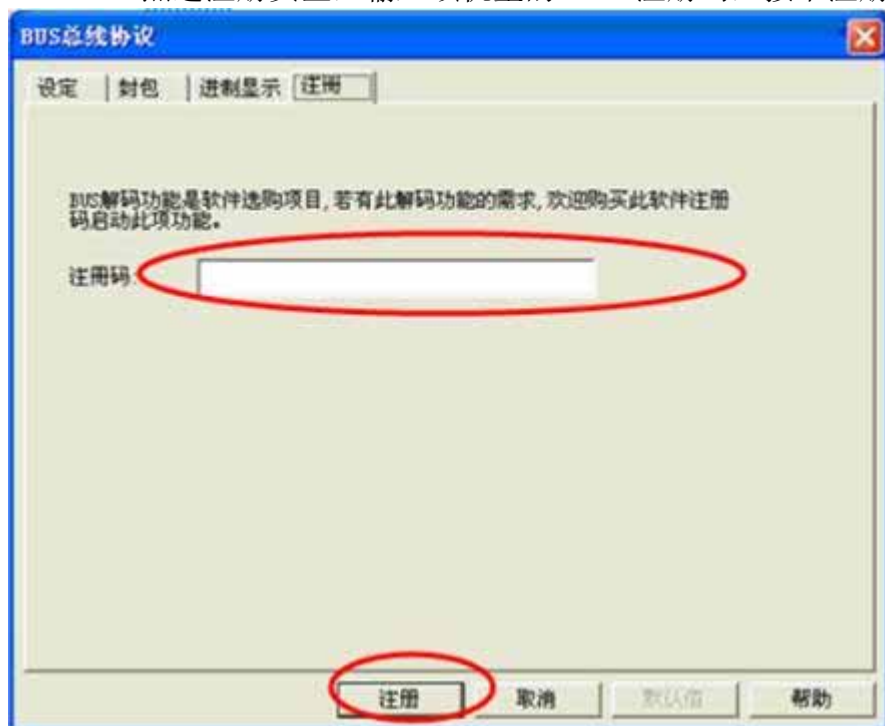 BUS总线协议
设定 封包 进制显示 注册
BUS解码功能是软件选购项目,若有此解码功能的需求,欢迎购买此软件注册
码启动此项功能。
注册码:
注册 取消 默认值 帮助